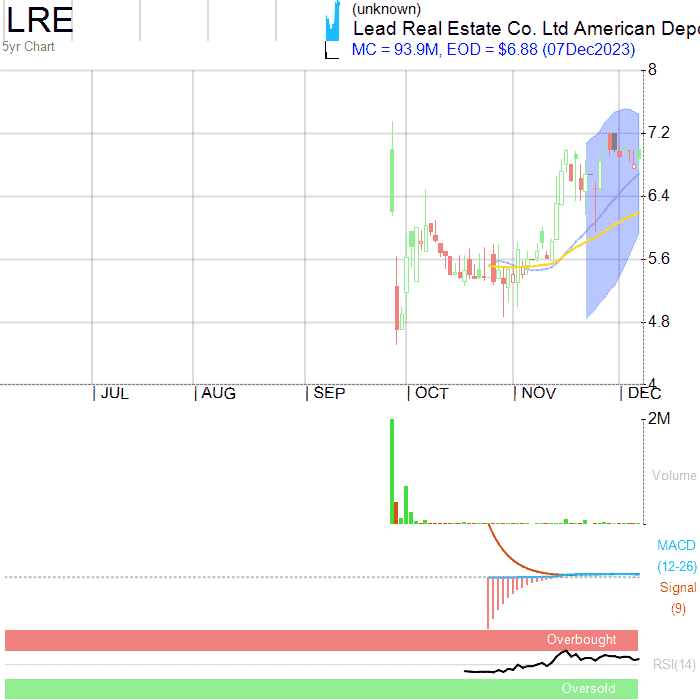 LRE
5yr Chart
(unknown)
Lead Real Estate Co. Ltd American Depo
MC = 93.9M, EOD = $6.88 (07Dec2023)
8
7.2
6.4
5.6
4.8
4
JUL AUG SEP OCT NOV DEC
2M
Volume
MACD
(12-26)
Signal
(9)
Overbought
RSI(14)
Oversold